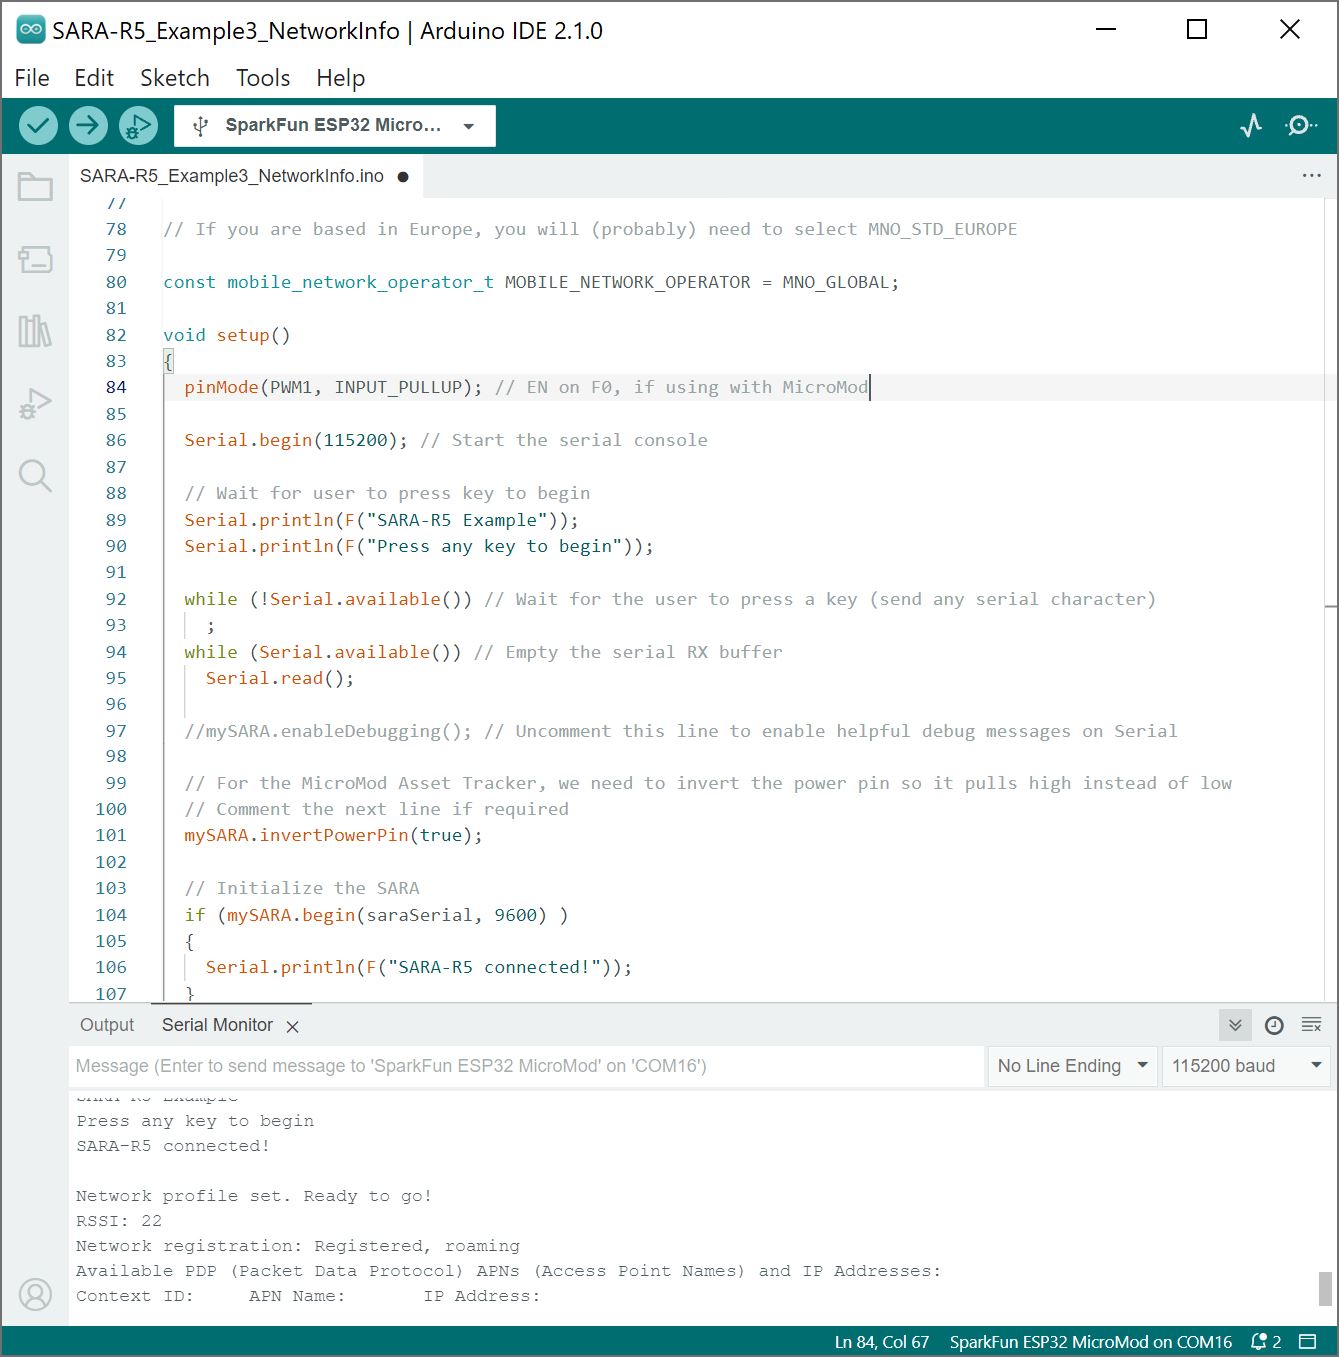 SARA-R5_Example3_NetworkInfo | Arduino IDE 2.1.0
File Edit Sketch Tools Help
SparkFun ESP32 Micro...
SARA-R5_Example3_NetworkInfo.ino
77
78 // If you are based in Europe, you will (probably) need to select MNO_STD_EUROPE
79
80 const mobile_network_operator_t MOBILE_NETWORK_OPERATOR = MNO_GLOBAL;
81
82 void setup()
83 {
84 pinMode(PWM1, INPUT_PULLUP); // EN on F0, if using with MicroMod
85
86 Serial.begin(115200); // Start the serial console
87
88 // Wait for user to press key to begin
89 Serial.println(F("SARA-R5 Example"));
90 Serial.println(F("Press any key to begin"));
91
92 while (!Serial.available()) // Wait for the user to press a key (send any serial character)
93 ;
94 while (Serial.available()) // Empty the serial RX buffer
95 Serial.read();
96
97 //mySARA.enableDebugging(); // Uncomment this line to enable helpful debug messages on Serial
98
99 // For the MicroMod Asset Tracker, we need to invert the power pin so it pulls high instead of low
100 // Comment the next line if required
101 mySARA.invertPowerPin(true);
102
103 // Initialize the SARA
104 if (mySARA.begin(saraSerial, 9600) )
105 {
106 Serial.println(F("SARA-R5 connected!"));
107 }
Output Serial Monitor
Message (Enter to send message to 'SparkFun ESP32 MicroMod' on 'COM16') No Line Ending 115200 baud
SARA-R5 Example
Press any key to begin
SARA-R5 connected!
Network profile set. Ready to go!
RSSI: 22
Network registration: Registered, roaming
Available PDP (Packet Data Protocol) APNs (Access Point Names) and IP Addresses:
Context ID: APN Name: IP Address:
Ln 84, Col 67 SparkFun ESP32 MicroMod on COM16 2